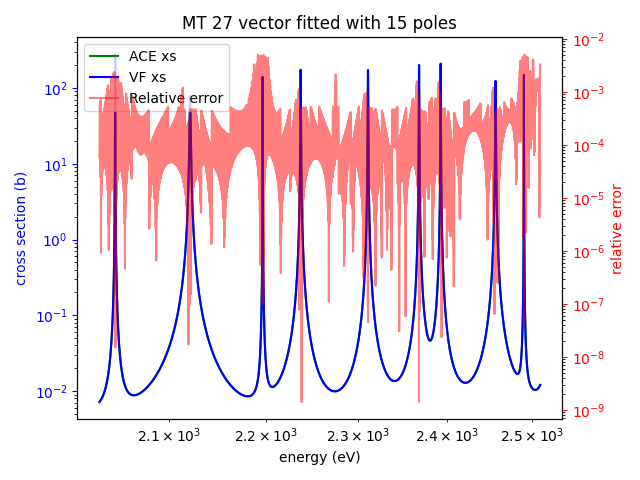 MT 27 vector fitted with 15 poles
ACE xs
VF xs
Relative error
cross section (b)
10²
10¹
10⁰
10⁻¹
10⁻²
relative error
10⁻²
10⁻³
10⁻⁴
10⁻⁵
10⁻⁶
10⁻⁷
10⁻⁸
10⁻⁹
2.1 × 10³ 2.2 × 10³ 2.3 × 10³ 2.4 × 10³ 2.5 × 10³
energy (eV)